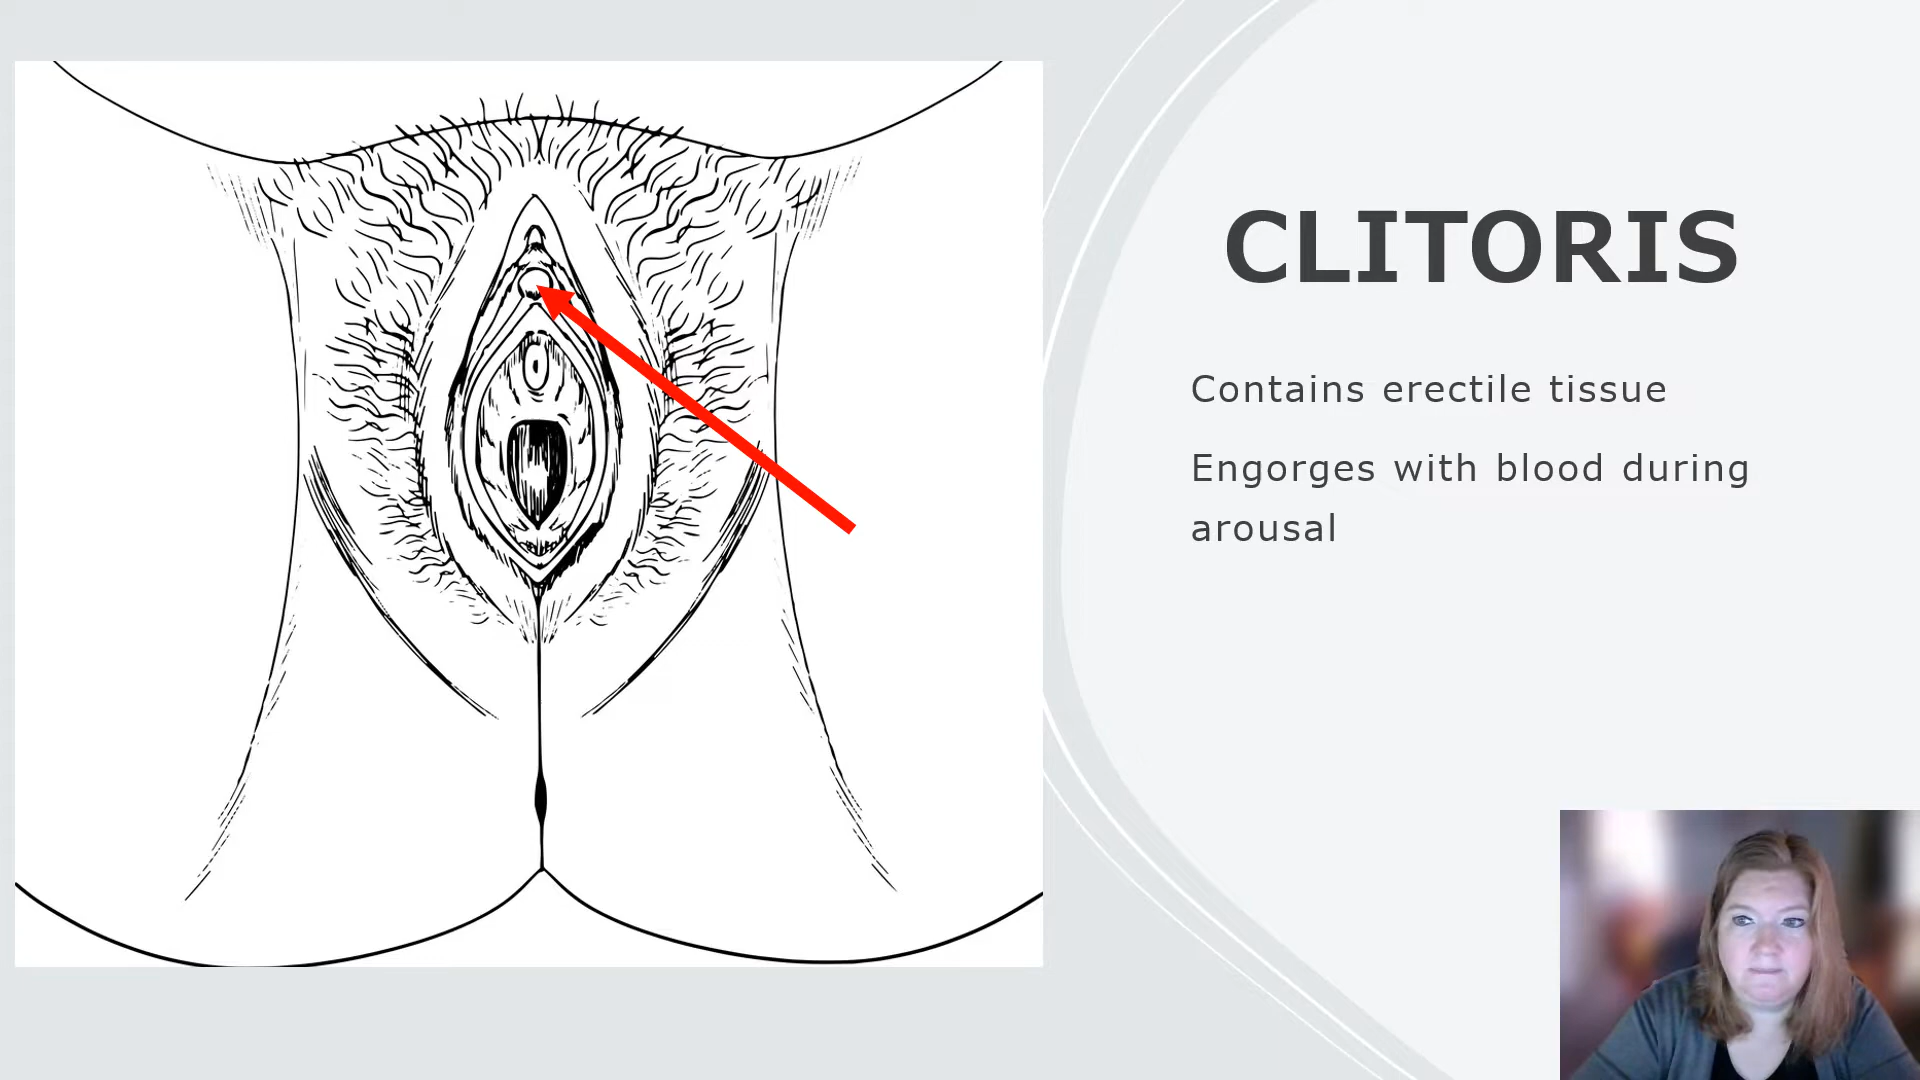 CLITORIS
Contains erectile tissue
Engorges with blood during
arousal